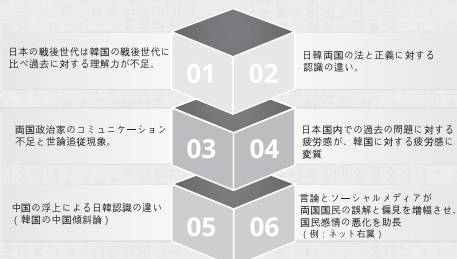 日本の戦後世代は韓国の戦後世代に
比べ過去に対する理解力が不足。
01
02
日韓両国の法と正義に対する
認識の違い。
両国政治家のコミュニケーション
不足と世論追従現象。
03
04
日本国内での過去の問題に対する
疲労感が、韓国に対する疲労感に
変質
中国の浮上による日韓認識の違い
(韓国の中国傾斜論)
05
06
言論とソーシャルメディアが
両国国民の誤解と偏見を増幅させ、
国民感情の悪化を助長
(例：ネット右翼)